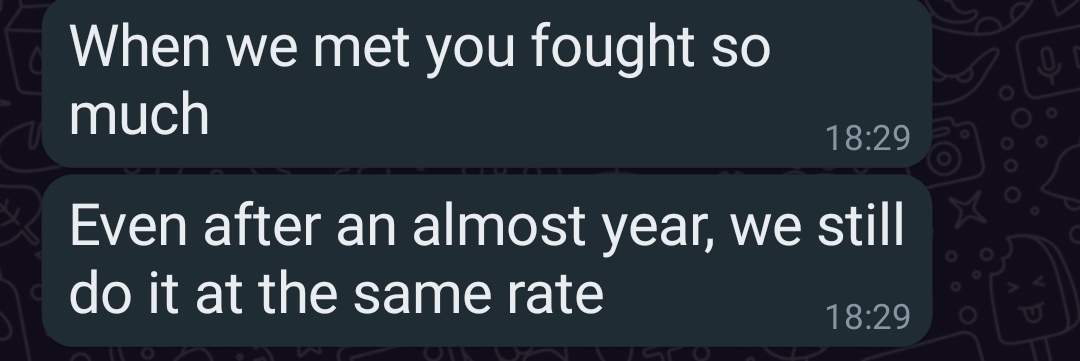 When we met you fought so
much
18:29
Even after an almost year, we still
do it at the same rate
18:29